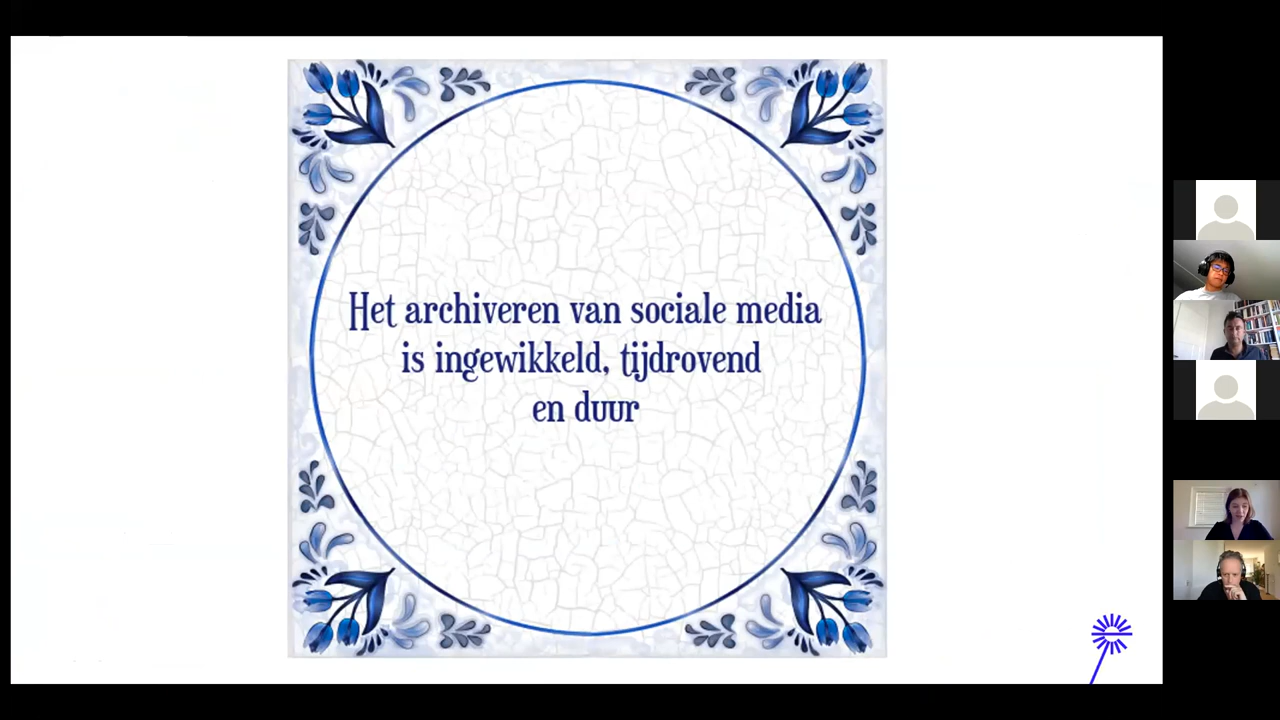 Het archiveren van sociale media
is ingewikkeld, tijdrovend
en duur